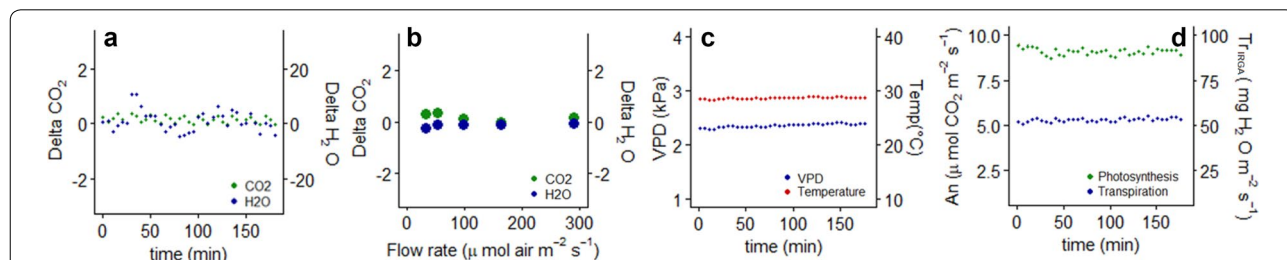 a
2
0
-2
Delta CO2
20
0
-20
Delta H2O
CO2
H2O
0 50 100 150
time (min)
b
2
0
-2
Delta CO2
2
0
-2
Delta H2O
CO2
H2O
0 50 100 150 200 250 300
Flow rate (μ mol air m−2 s−1)
c
4
3
2
1
VPD (kPa)
40
30
20
10
Temp(°C)
VPD
Temperature
0 50 100 150
time (min)
d
10.0
7.5
5.0
2.5
An (μ mol CO2 m−2 s−1)
100
75
50
25
TrIRGA ( mg H2O m−2 s−1)
Photosynthesis
Transpiration
0 50 100 150
time (min)